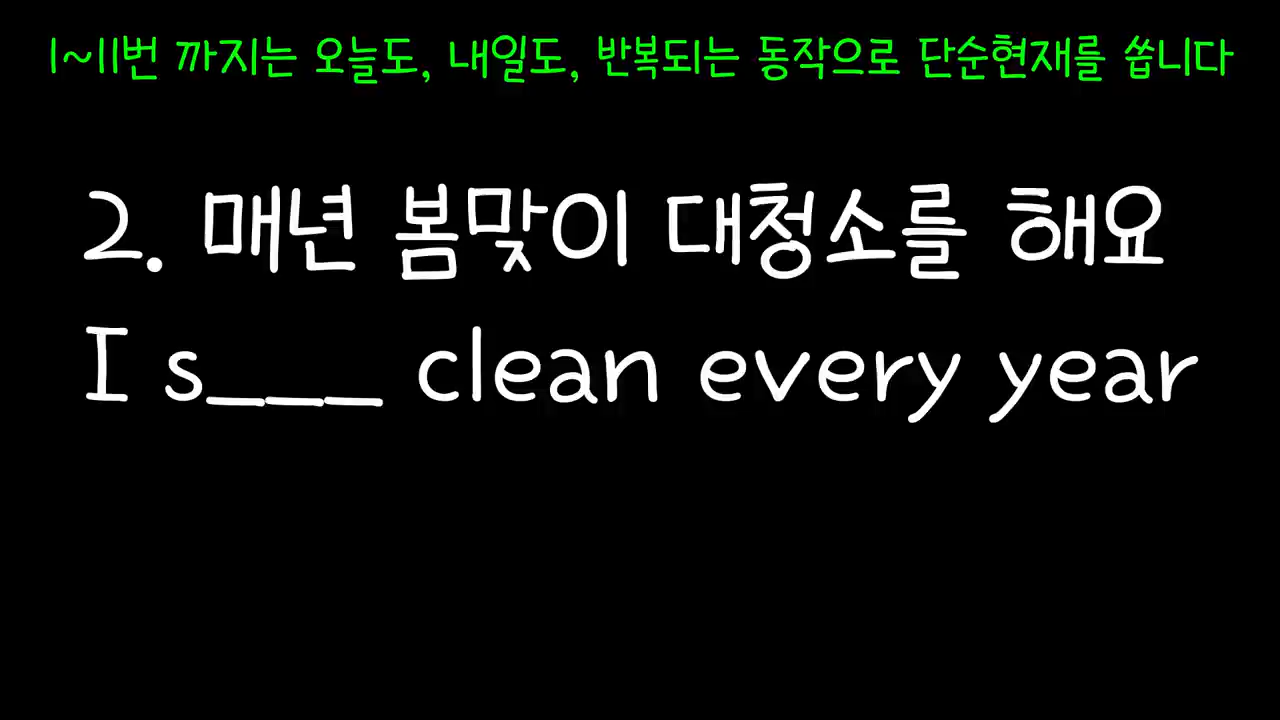 1~11번 까지는 오늘도, 내일도, 반복되는 동작으로 단순현재를 씁니다
2. 매년 봄맞이 대청소를 해요
I s___ clean every year